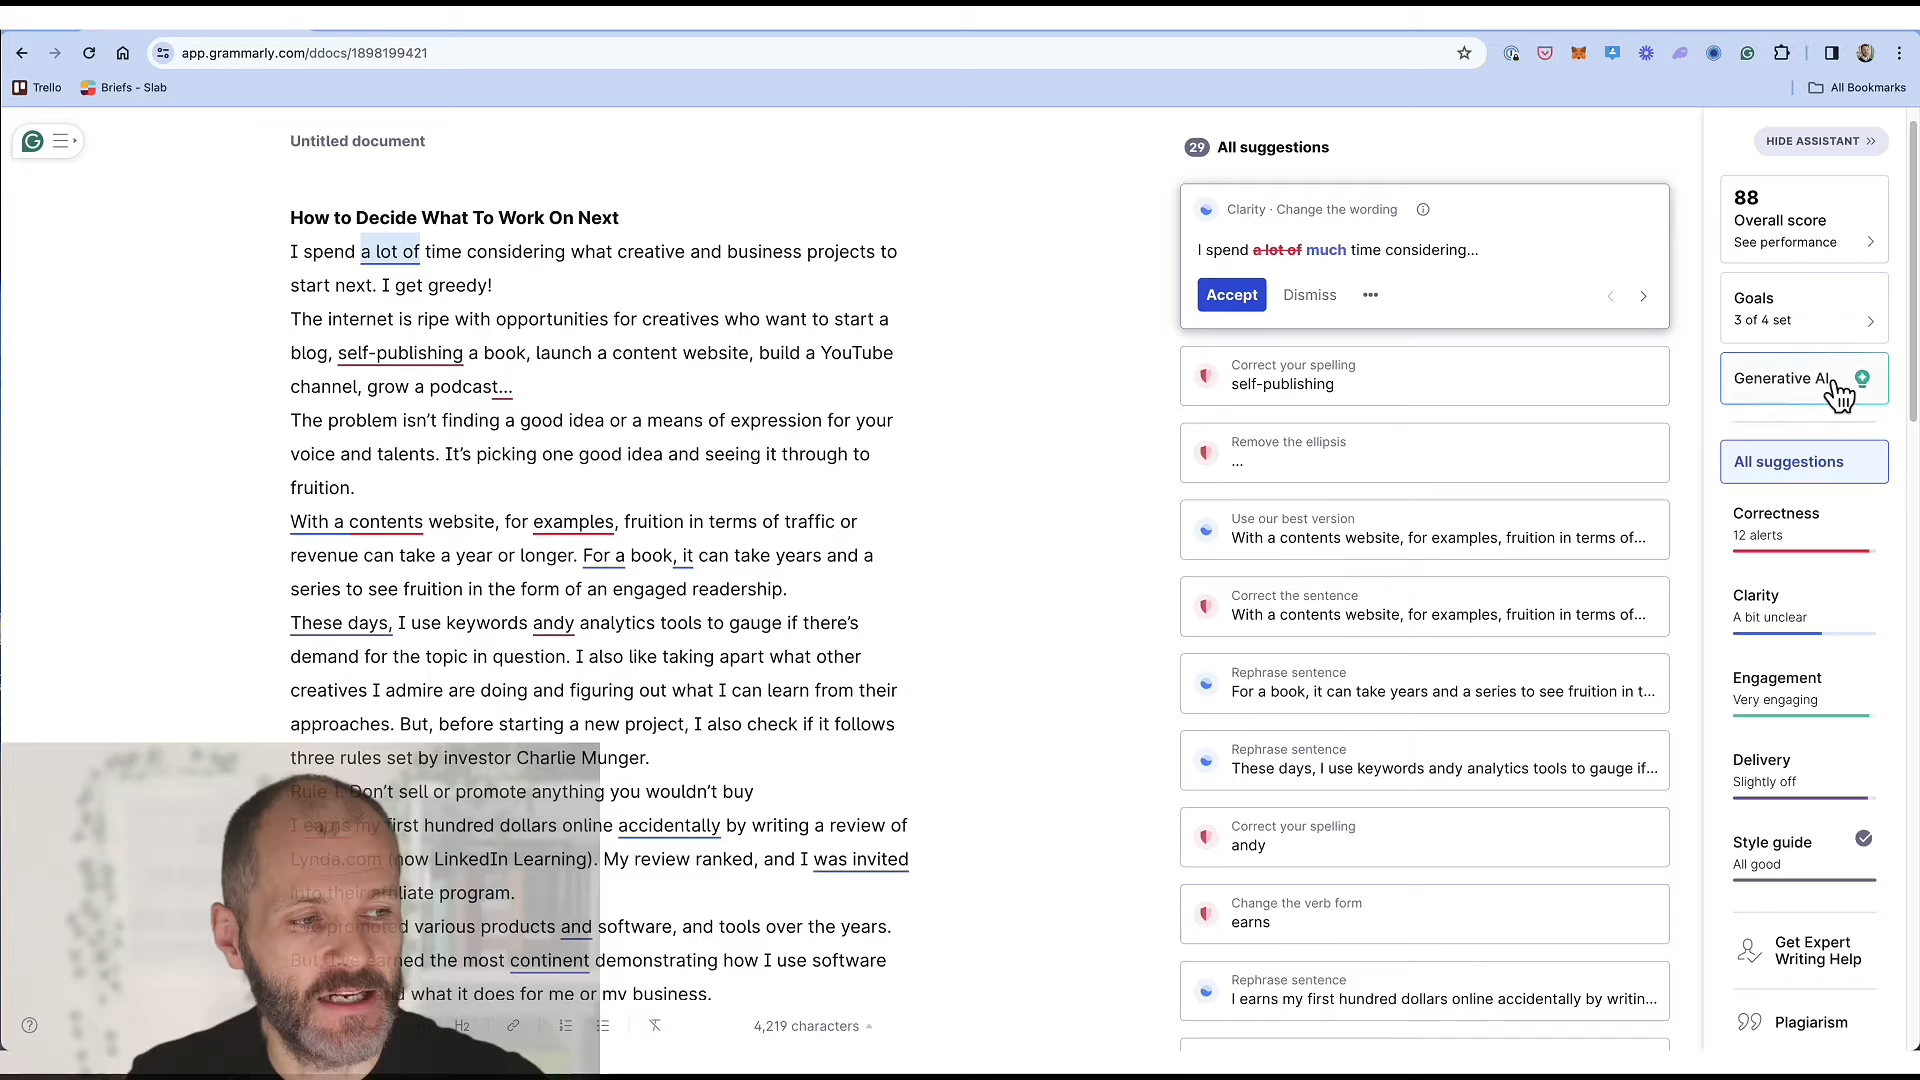 app.grammarly.com/ddocs/1898199421
Trello
Briefs - Slab
All Bookmarks
Untitled document
How to Decide What To Work On Next
I spend a lot of time considering what creative and business projects to
start next. I get greedy!
The internet is ripe with opportunities for creatives who want to start a
blog, self-publishing a book, launch a content website, build a YouTube
channel, grow a podcast...
The problem isn't finding a good idea or a means of expression for your
voice and talents. It's picking one good idea and seeing it through to
fruition.
With a contents website, for examples, fruition in terms of traffic or
revenue can take a year or longer. For a book, it can take years and a
series to see fruition in the form of an engaged readership.
These days, I use keywords andy analytics tools to gauge if there's
demand for the topic in question. I also like taking apart what other
creatives I admire are doing and figuring out what I can learn from their
approaches. But, before starting a new project, I also check if it follows
three rules set by investor Charlie Munger.
Rule 1. Don't sell or promote anything you wouldn't buy
I earns my first hundred dollars online accidentally by writing a review of
Lynda.com (now LinkedIn Learning). My review ranked, and I was invited
into their affiliate program.
I've promoted various products and software, and tools over the years.
the most continent demonstrating how I use software
what it does for me or my business.
H2
4,219 characters
29 All suggestions
Clarity · Change the wording
I spend a lot of much time considering...
Accept
Dismiss
Correct your spelling
self-publishing
Remove the ellipsis
...
Use our best version
With a contents website, for examples, fruition in terms of...
Correct the sentence
With a contents website, for examples, fruition in terms of...
Rephrase sentence
For a book, it can take years and a series to see fruition in t...
Rephrase sentence
These days, I use keywords andy analytics tools to gauge if...
Correct your spelling
andy
Change the verb form
earns
Rephrase sentence
I earns my first hundred dollars online accidentally by writin...
HIDE ASSISTANT
88
Overall score
See performance
Goals
3 of 4 set
Generative AI
All suggestions
Correctness
12 alerts
Clarity
A bit unclear
Engagement
Very engaging
Delivery
Slightly off
Style guide
All good
Get Expert
Writing Help
Plagiarism